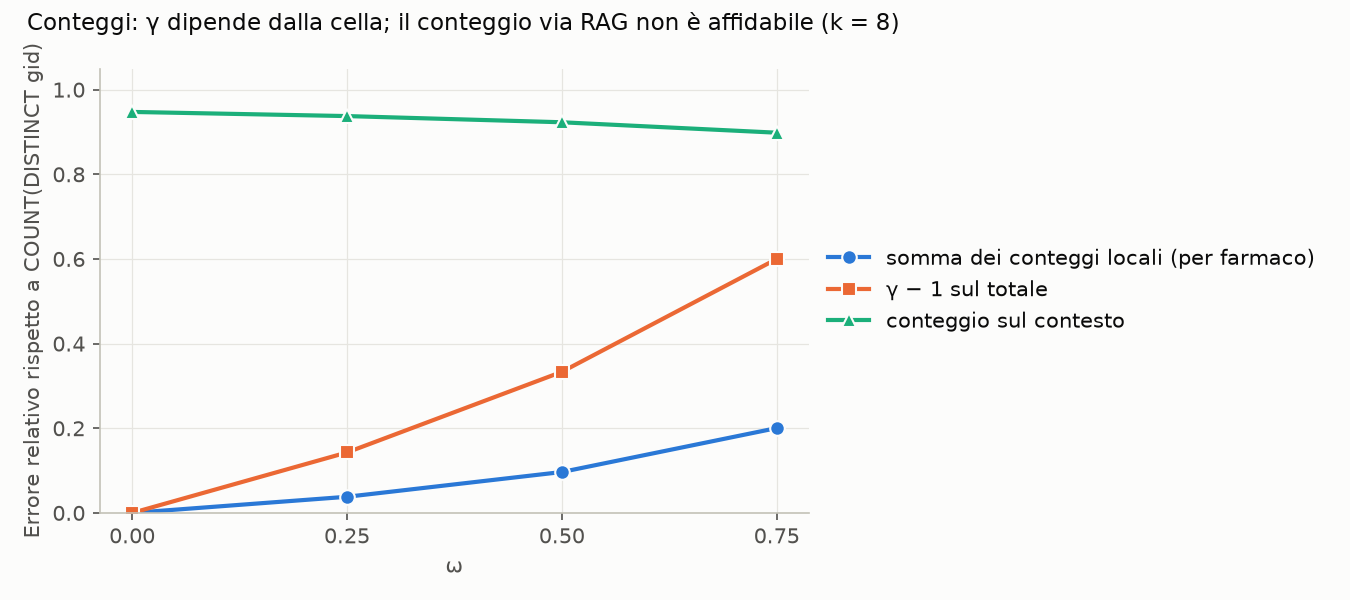 Conteggi: γ dipende dalla cella; il conteggio via RAG non è affidabile (k = 8)
Errore relativo rispetto a COUNT(DISTINCT gid)
1.0
0.8
0.6
0.4
0.2
0.0
0.00
0.25
0.50
0.75
ω
somma dei conteggi locali (per farmaco)
γ − 1 sul totale
conteggio sul contesto